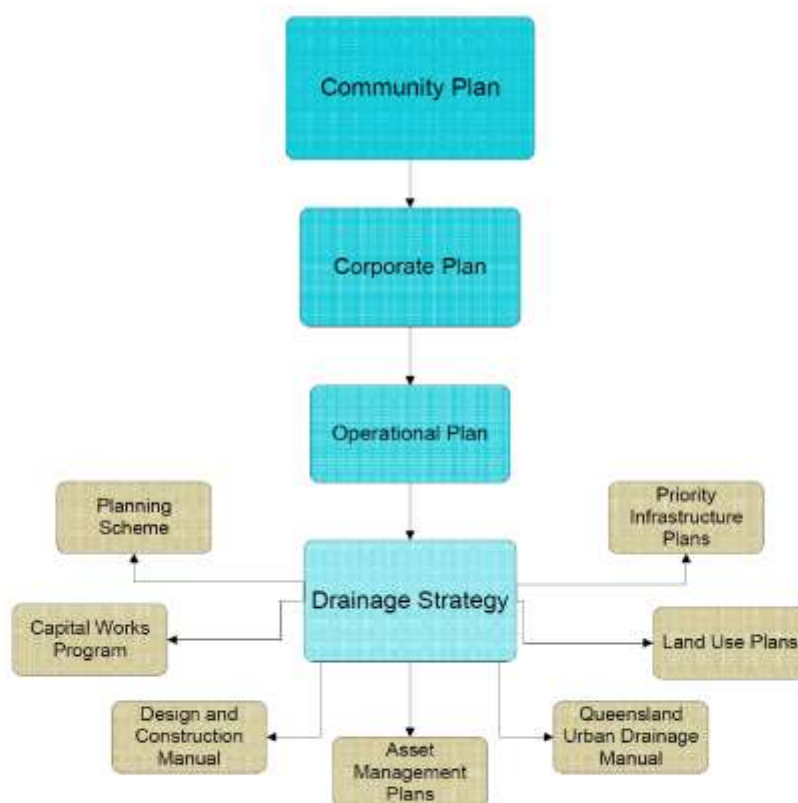 Community Plan
Corporate Plan
Operational Plan
Planning
Scheme
Priority
Infrastructure
Plans
Drainage Strategy
Capital Works
Program
Land Use Plans
Design and
Construction
Manual
Asset
Management
Plans
Queensland
Urban Drainage
Manual